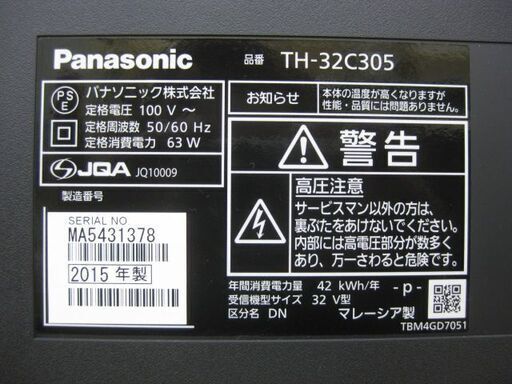 Panasonic
品番 TH-32C305
PS
E
パナソニック株式会社
定格電圧 100 V ～
定格周波数 50/60 Hz
定格消費電力 63 W
JQA JQ10009
製造番号
SERIAL NO
MA5431378
2015 年製
お知らせ
本体の温度が高くなりますが
性能・品質には問題ありません。
警告
高圧注意
サービスマン以外の方は、
裏ぶたをあけないでください。
内部には高電圧部分が数多く
あり、万一さわると危険です。
年間消費電力量 42 kWh/年
受信機型サイズ 32 V型
区分名 DN
- p -
マレーシア製
TBM4GD7051